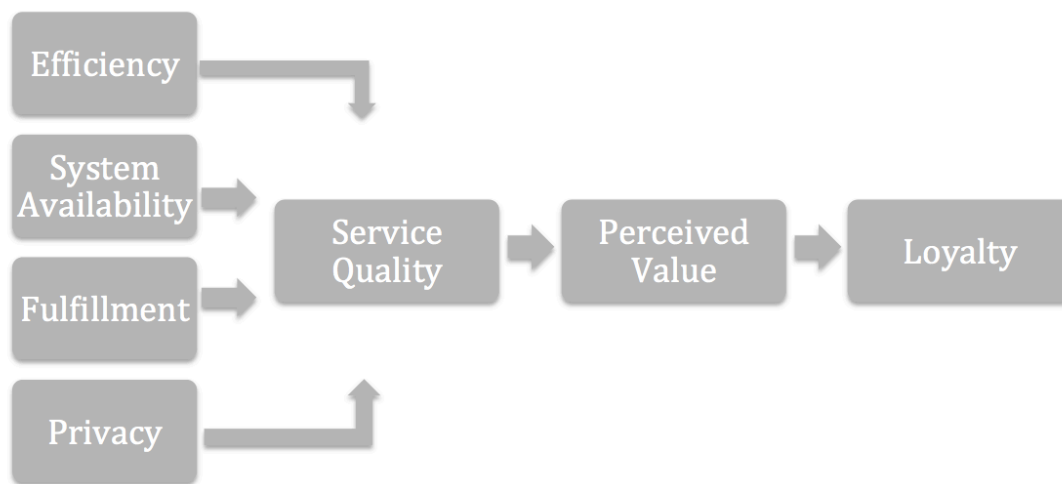 Efficiency
System
Availability
Fulfillment
Privacy
Service
Quality
Perceived
Value
Loyalty